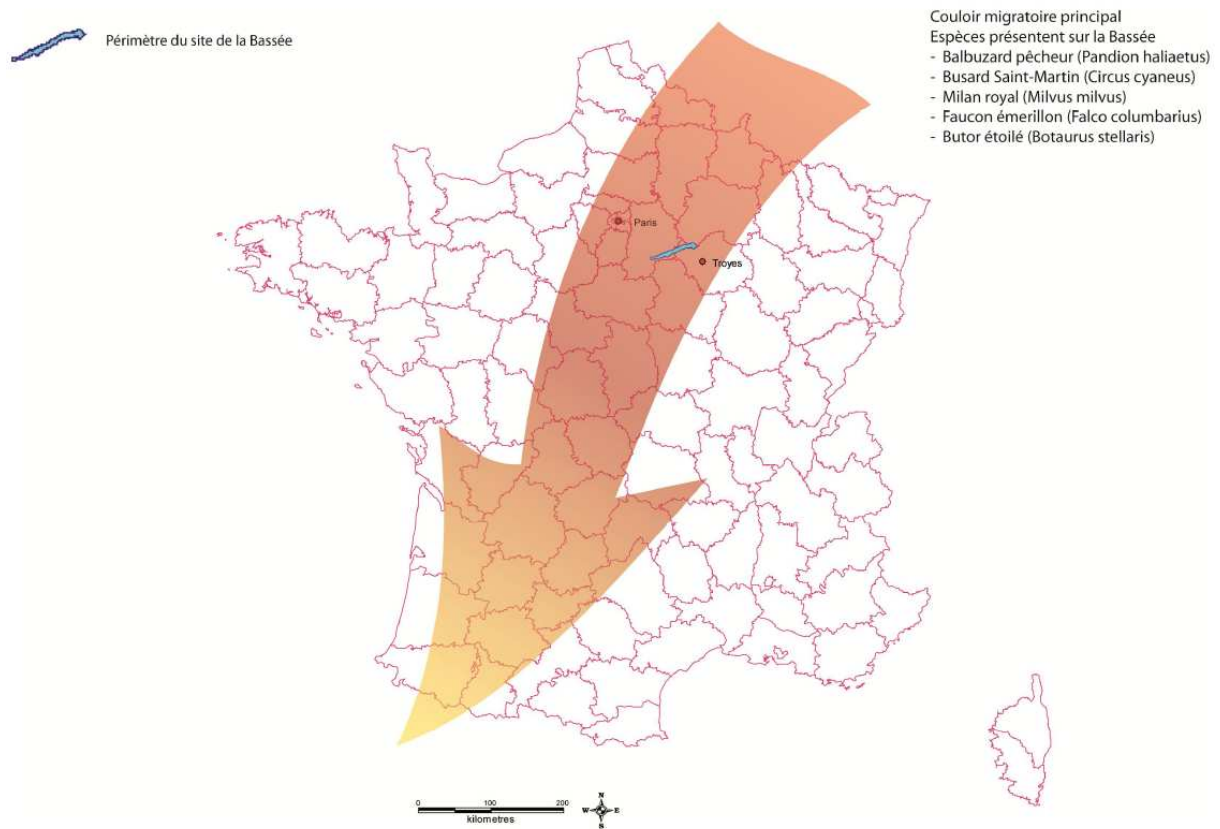 Périmètre du site de la Bassée
Couloir migratoire principal
Espèces présentent sur la Bassée
- Balbuzard pêcheur (Pandion haliaetus)
- Busard Saint-Martin (Circus cyaneus)
- Milan royal (Milvus milvus)
- Faucon émerillon (Falco columbarius)
- Butor étoilé (Botaurus stellaris)
Paris
Troyes
0 100 200
kilometres
N
W E
S